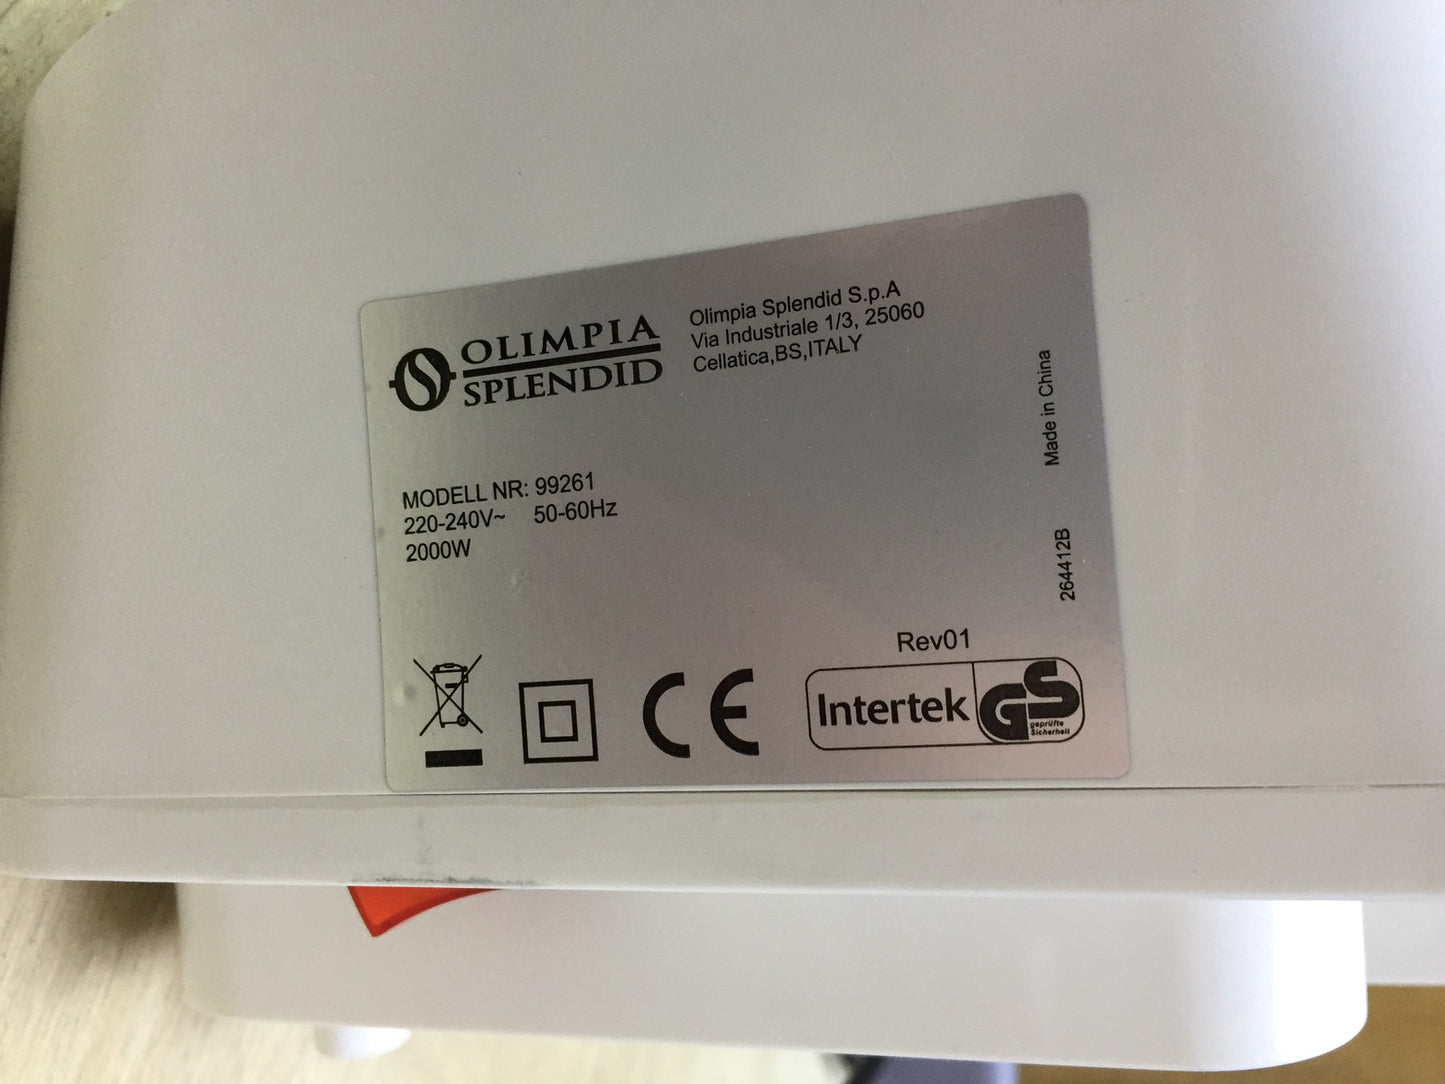 OLIMPIA
SPLENDID
Olimpia Splendid S.p.A
Via Industriale 1/3, 25060
Cellatica,BS,ITALY
Made in China
MODELL NR: 99261
220-240V~ 50-60Hz
2000W
264412B
Rev01
CE
Intertek
GS
geprüfte
Sicherheit